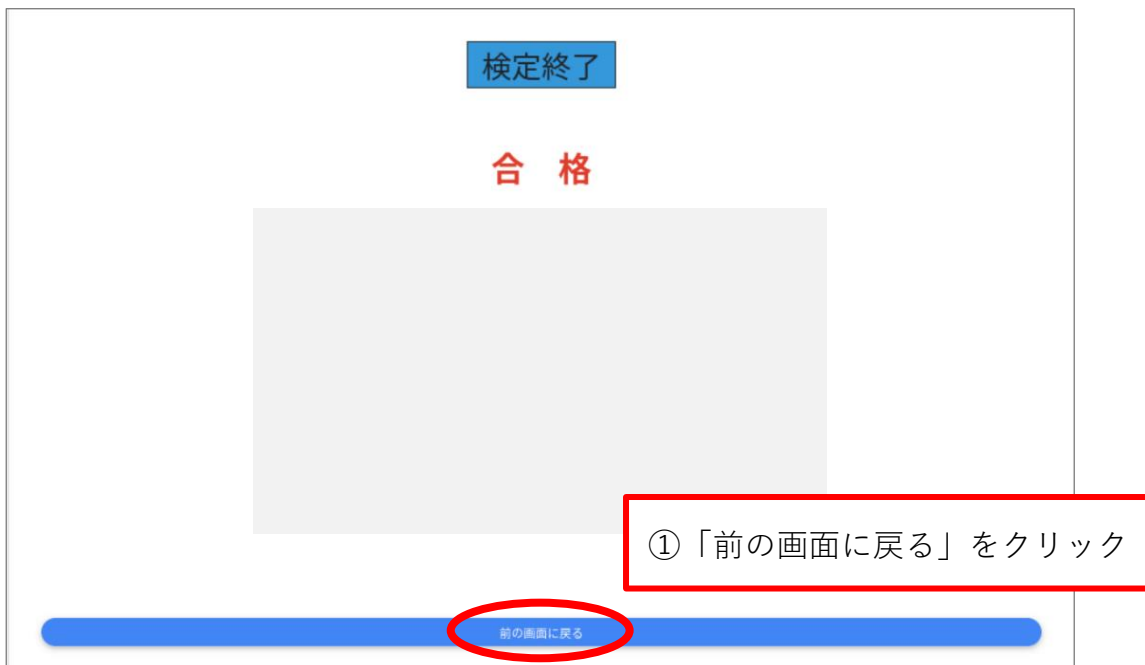 検定終了
合　格
①「前の画面に戻る」をクリック
前の画面に戻る